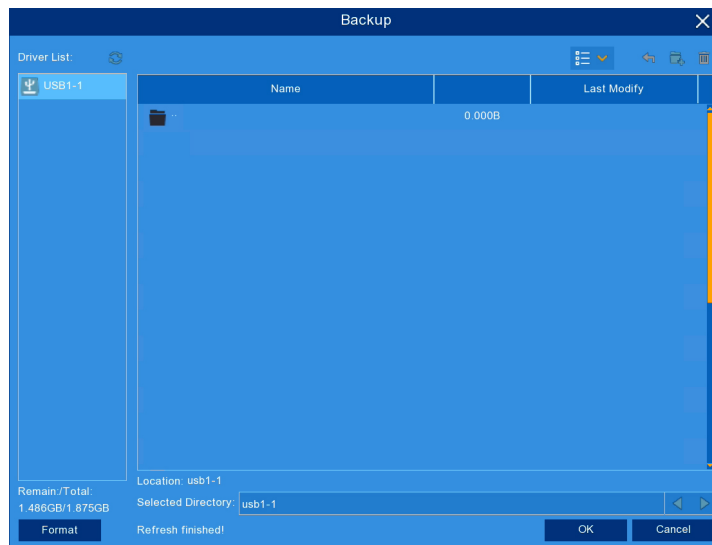 Backup
Driver List:
USB1-1
Name Last Modify
.. 0.000B
Location: usb1-1
Remain:/Total:
1.486GB/1.875GB
Selected Directory: usb1-1
Format Refresh finished! OK Cancel